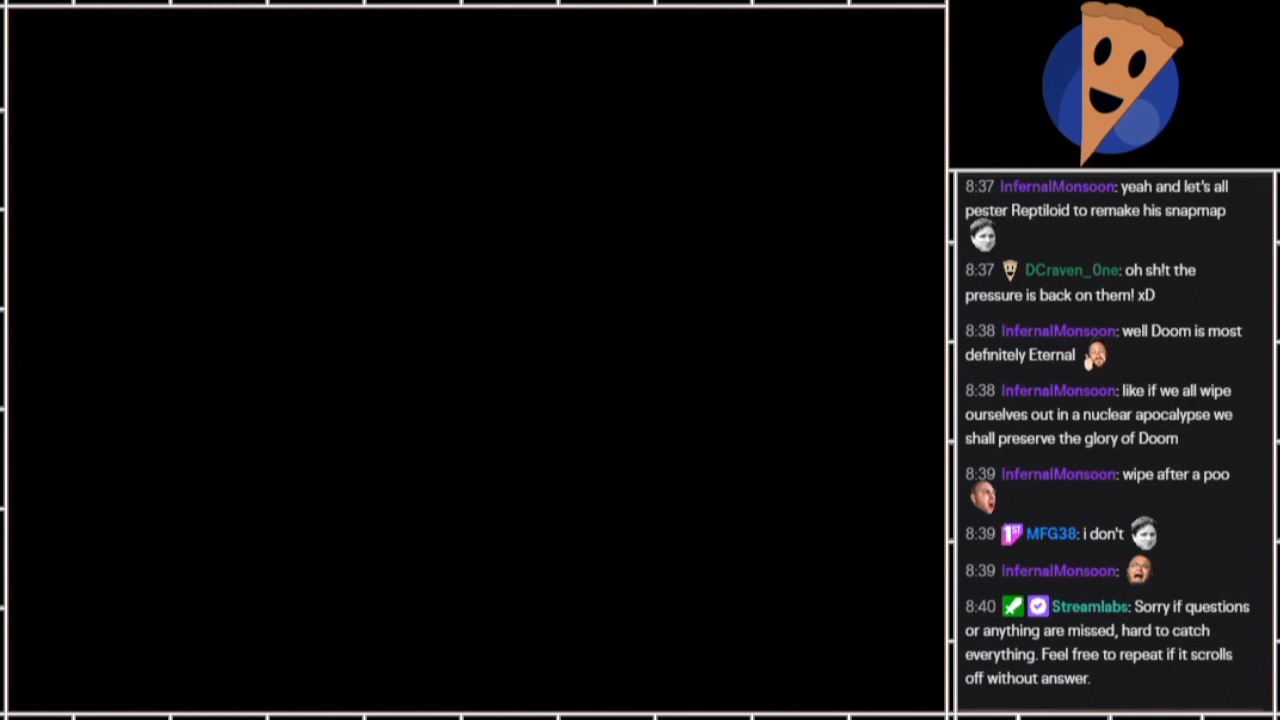 8:37 InfernalMonsoon: yeah and let's all
pester Reptiloid to remake his snapmap
8:37 DCraven_One: oh sh!t the
pressure is back on them! xD
8:38 InfernalMonsoon: well Doom is most
definitely Eternal
8:38 InfernalMonsoon: like if we all wipe
ourselves out in a nuclear apocalypse we
shall preserve the glory of Doom
8:39 InfernalMonsoon: wipe after a poo
8:39 1ST MFG38: i don't
8:39 InfernalMonsoon:
8:40 Streamlabs: Sorry if questions
or anything are missed, hard to catch
everything. Feel free to repeat if it scrolls
off without answer.